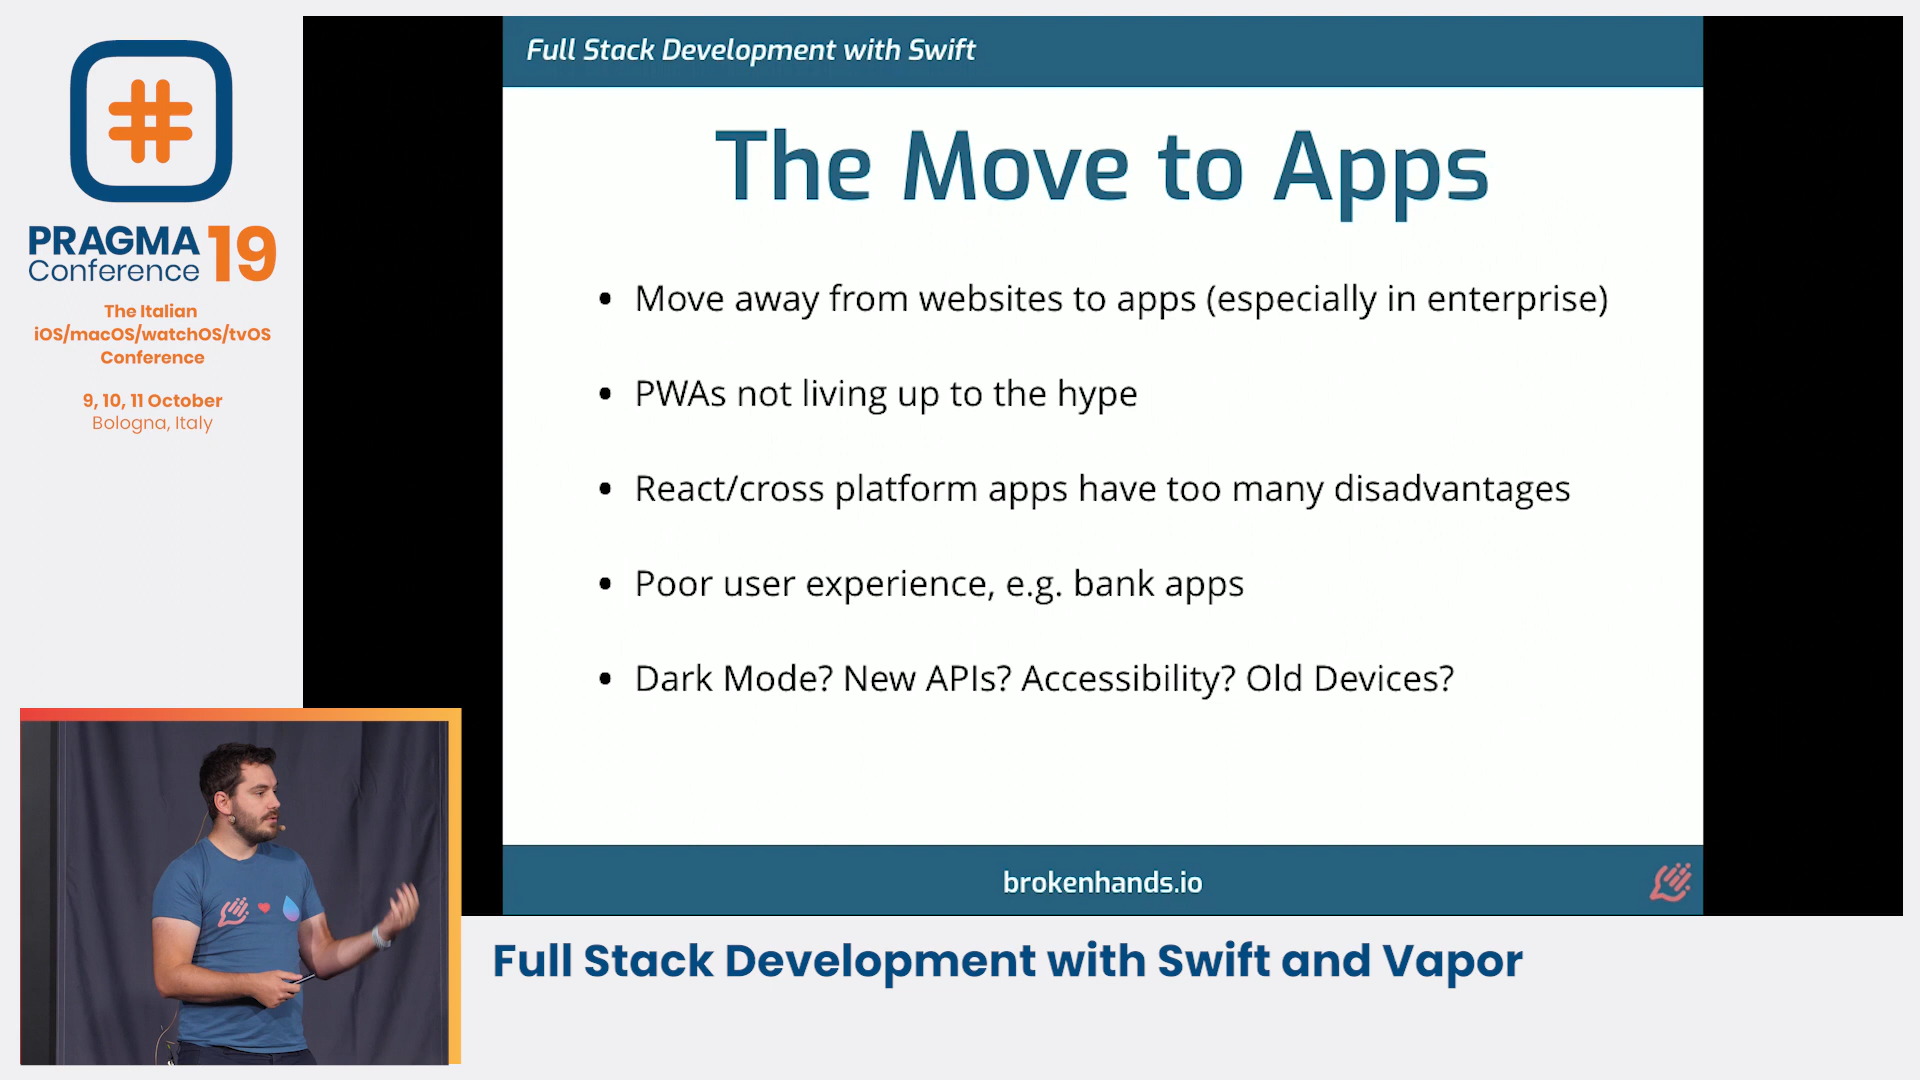 PRAGMA 19
Conference
The Italian
iOS/macOS/watchOS/tvOS
Conference
9, 10, 11 October
Bologna, Italy
Full Stack Development with Swift
The Move to Apps
• Move away from websites to apps (especially in enterprise)
• PWAs not living up to the hype
• React/cross platform apps have too many disadvantages
• Poor user experience, e.g. bank apps
• Dark Mode? New APIs? Accessibility? Old Devices?
brokenhands.io
Full Stack Development with Swift and Vapor